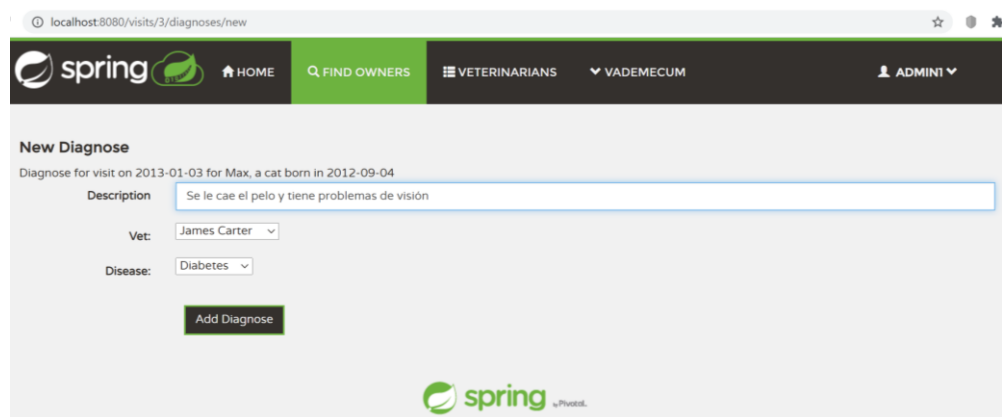 localhost:8080/visits/3/diagnoses/new
spring HOME FIND OWNERS VETERINARIANS VADEMECUM ADMIN1
New Diagnose
Diagnose for visit on 2013-01-03 for Max, a cat born in 2012-09-04
Description Se le cae el pelo y tiene problemas de visión
Vet: James Carter
Disease: Diabetes
Add Diagnose
spring by Pivotal.